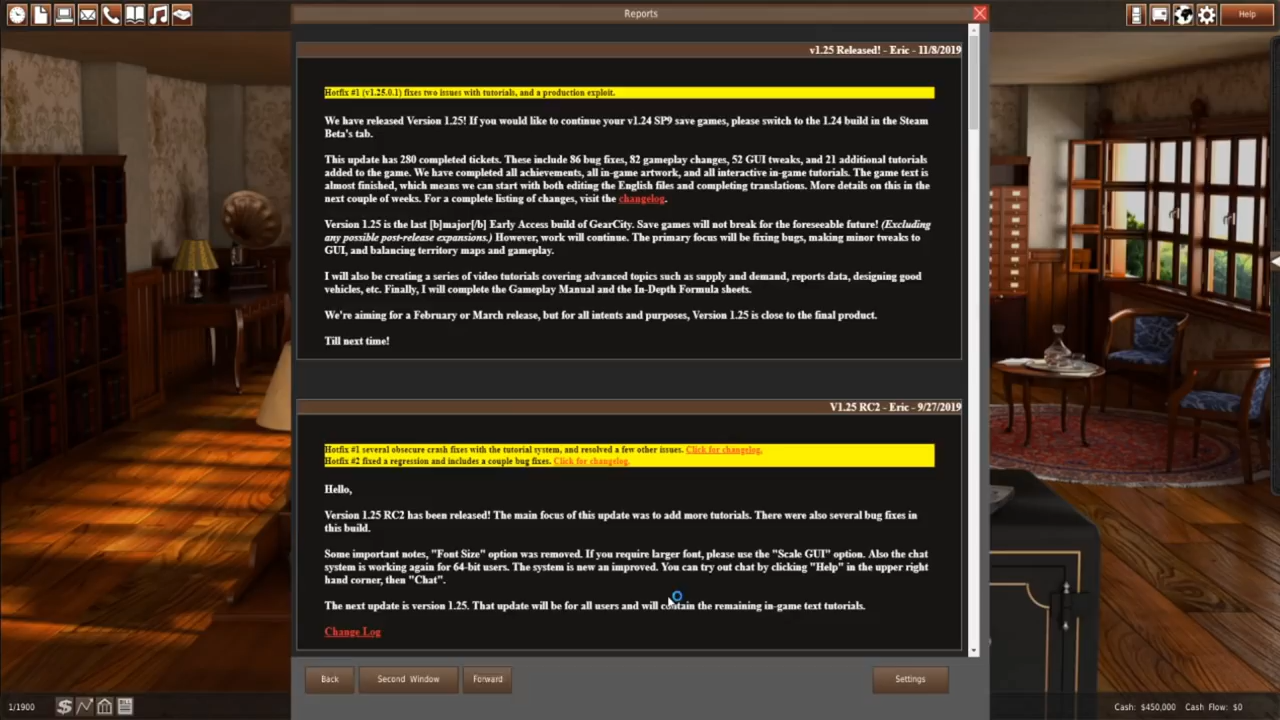 Reports
Help
v1.25 Released! - Eric - 11/8/2019
Hotfix #1 (v1.25.0.1) fixes two issues with tutorials, and a production exploit.
We have released Version 1.25! If you would like to continue your v1.24 SP9 save games, please switch to the 1.24 build in the Steam
Beta's tab.
This update has 280 completed tickets. These include 86 bug fixes, 82 gameplay changes, 52 GUI tweaks, and 21 additional tutorials
added to the game. We have completed all achievements, all in-game artwork, and all interactive in-game tutorials. The game text is
almost finished, which means we can start with both editing the English files and completing translations. More details on this in the
next couple of weeks. For a complete listing of changes, visit the changelog.
Version 1.25 is the last [b]major[/b] Early Access build of GearCity. Save games will not break for the foreseeable future! (Excluding
any possible post-release expansions.) However, work will continue. The primary focus will be fixing bugs, making minor tweaks to
GUI, and balancing territory maps and gameplay.
I will also be creating a series of video tutorials covering advanced topics such as supply and demand, reports data, designing good
vehicles, etc. Finally, I will complete the Gameplay Manual and the In-Depth Formula sheets.
We're aiming for a February or March release, but for all intents and purposes, Version 1.25 is close to the final product.
Till next time!
V1.25 RC2 - Eric - 9/27/2019
Hotfix #1 several obscure crash fixes with the tutorial system, and resolved a few other issues. Click for changelog.
Hotfix #2 fixed a regression and includes a couple bug fixes. Click for changelog.
Hello,
Version 1.25 RC2 has been released! The main focus of this update was to add more tutorials. There were also several bug fixes in
this build.
Some important notes, "Font Size" option was removed. If you require larger font, please use the "Scale GUI" option. Also the chat
system is working again for 64-bit users. The system is new an improved. You can try out chat by clicking "Help" in the upper right
hand corner, then "Chat".
The next update is version 1.25. That update will be for all users and will contain the remaining in-game text tutorials.
Change Log
Back
Second Window
Forward
Settings
1/1900
Cash: $450,000
Cash Flow: $0